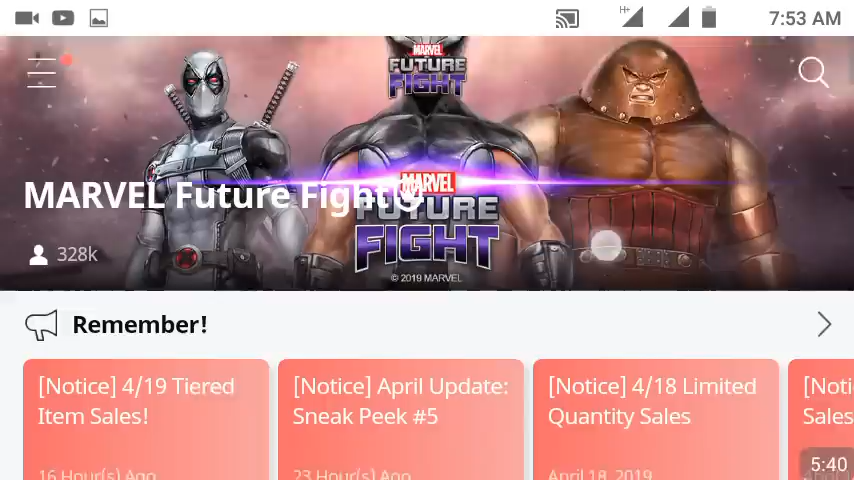 H+
7:53 AM
MARVEL
FUTURE
FIGHT
MARVEL Future Fight
MARVEL
FUTURE
FIGHT
328k
© 2019 MARVEL
Remember!
[Notice] 4/19 Tiered
Item Sales!
[Notice] April Update:
Sneak Peek #5
[Notice] 4/18 Limited
Quantity Sales
[Noti
Sales
16 Hour(s) Ago
23 Hour(s) Ago
April 18, 2019
5:40